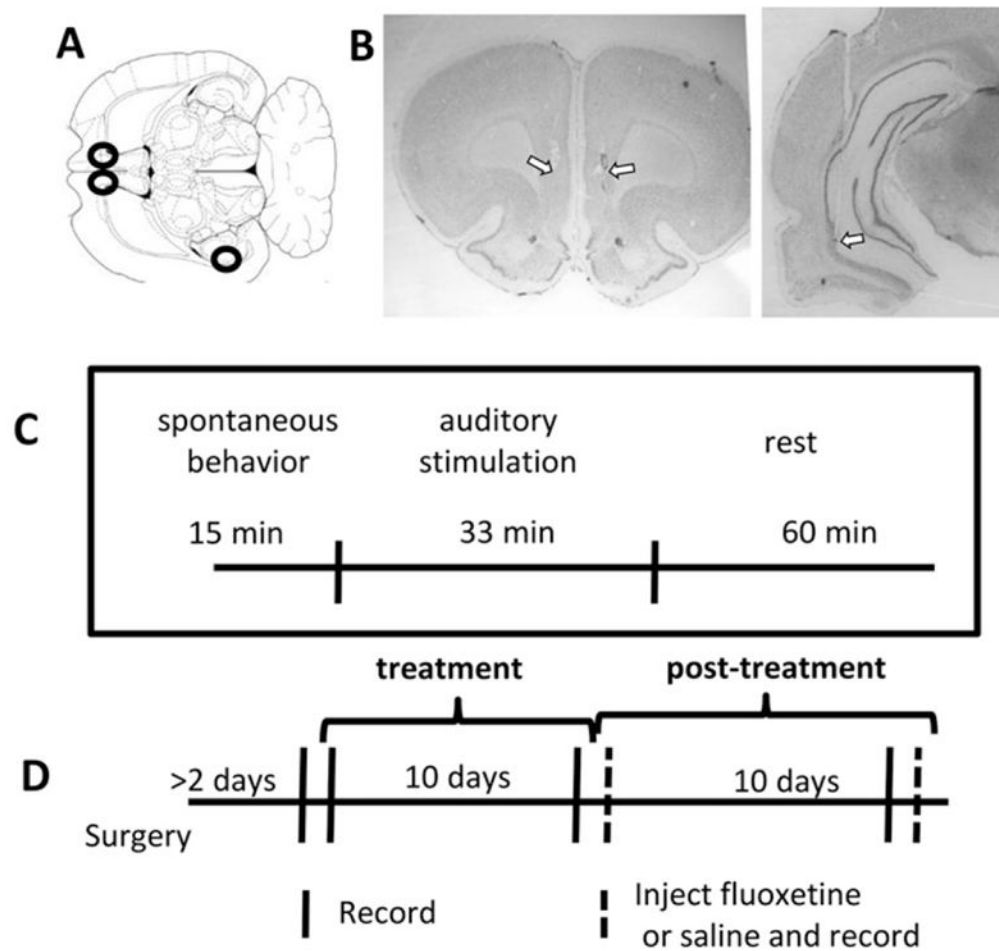 A
B
C
spontaneous
behavior
auditory
stimulation
rest
15 min
33 min
60 min
treatment
post-treatment
D
>2 days
10 days
10 days
Surgery
Record
Inject fluoxetine
or saline and record